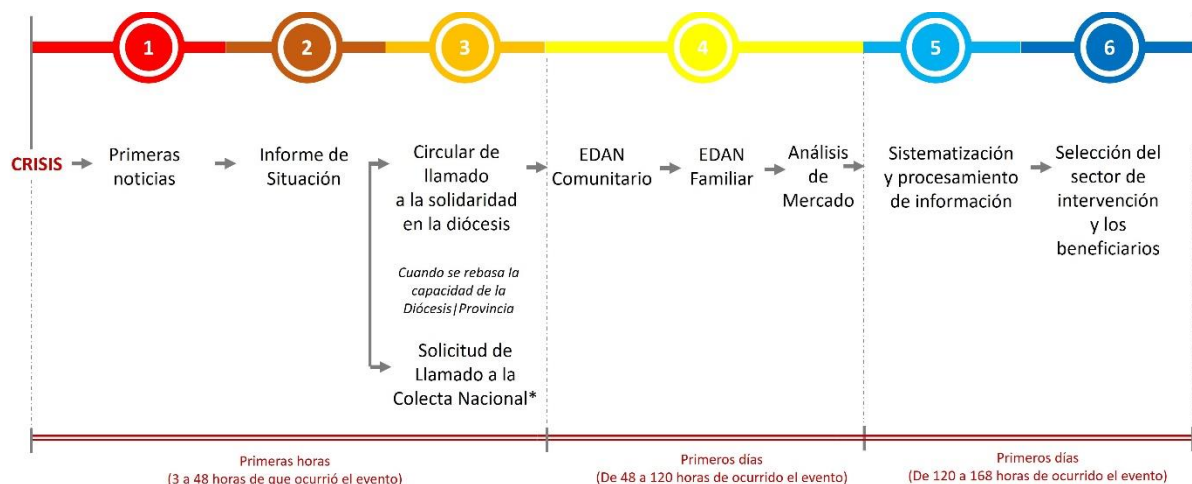 1
2
3
4
5
6
CRISIS
Primeras
noticias
Informe de
Situación
Circular de
llamado
a la solidaridad
en la diócesis
Cuando se rebasa la
capacidad de la
Diócesis|Provincia
Solicitud de
Llamado a la
Colecta Nacional*
EDAN
Comunitario
EDAN
Familiar
Análisis
de
Mercado
Sistematización
y procesamiento
de información
Selección del
sector de
intervención
y los
beneficiarios
Primeras horas
(3 a 48 horas de que ocurrió el evento)
Primeros días
(De 48 a 120 horas de ocurrido el evento)
Primeros días
(De 120 a 168 horas de ocurrido el evento)